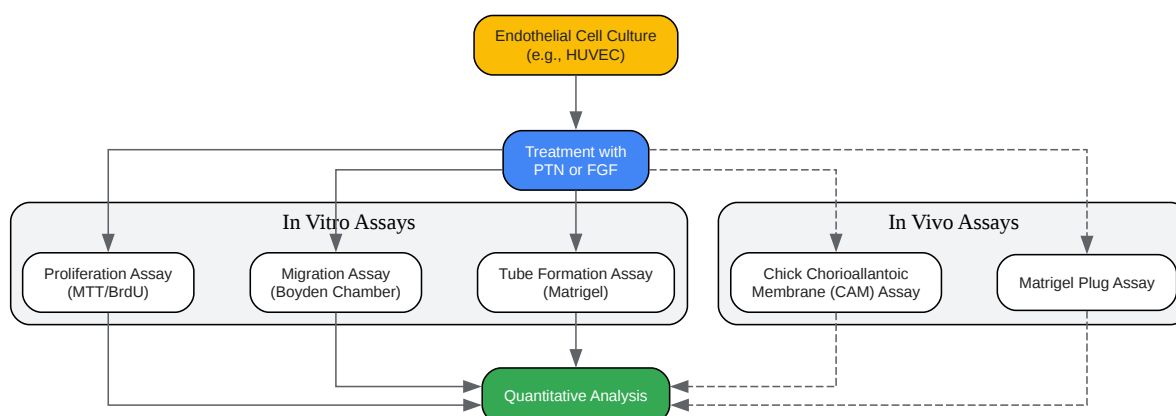 Endothelial Cell Culture
(e.g., HUVEC)
Treatment with
PTN or FGF
In Vitro Assays
In Vivo Assays
Proliferation Assay
(MTT/BrdU)
Migration Assay
(Boyden Chamber)
Tube Formation Assay
(Matrigel)
Chick Chorioallantoic
Membrane (CAM) Assay
Matrigel Plug Assay
Quantitative Analysis